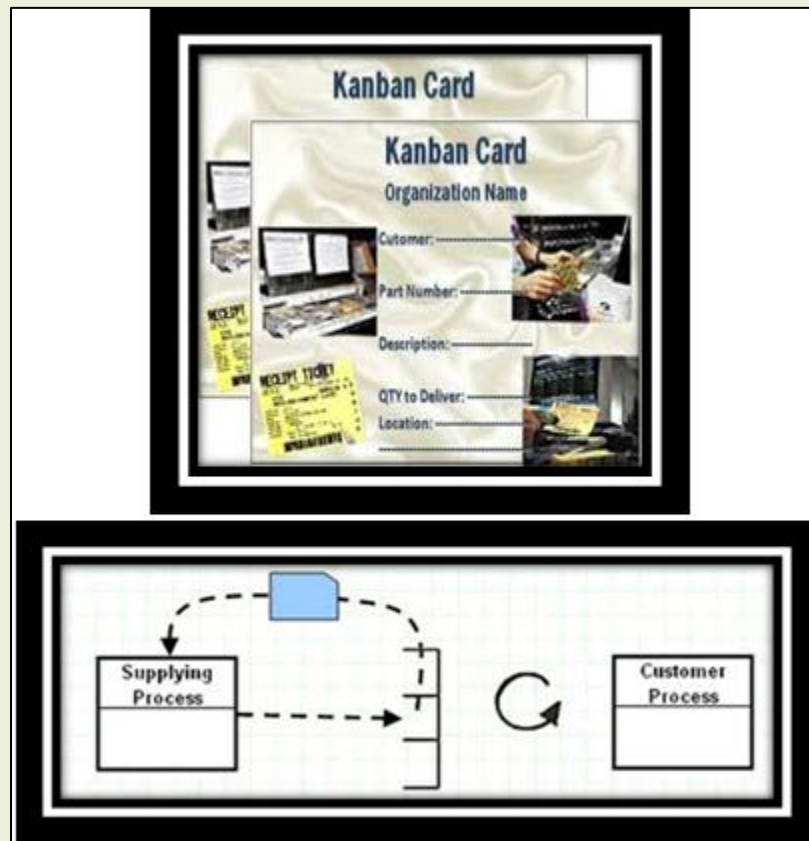 Kanban Card
Kanban Card
Organization Name
Cutomer:
Part Number:
Description:
RECEIPT TICKET
QTY to Deliver:
Location:
Supplying
Process
Customer
Process